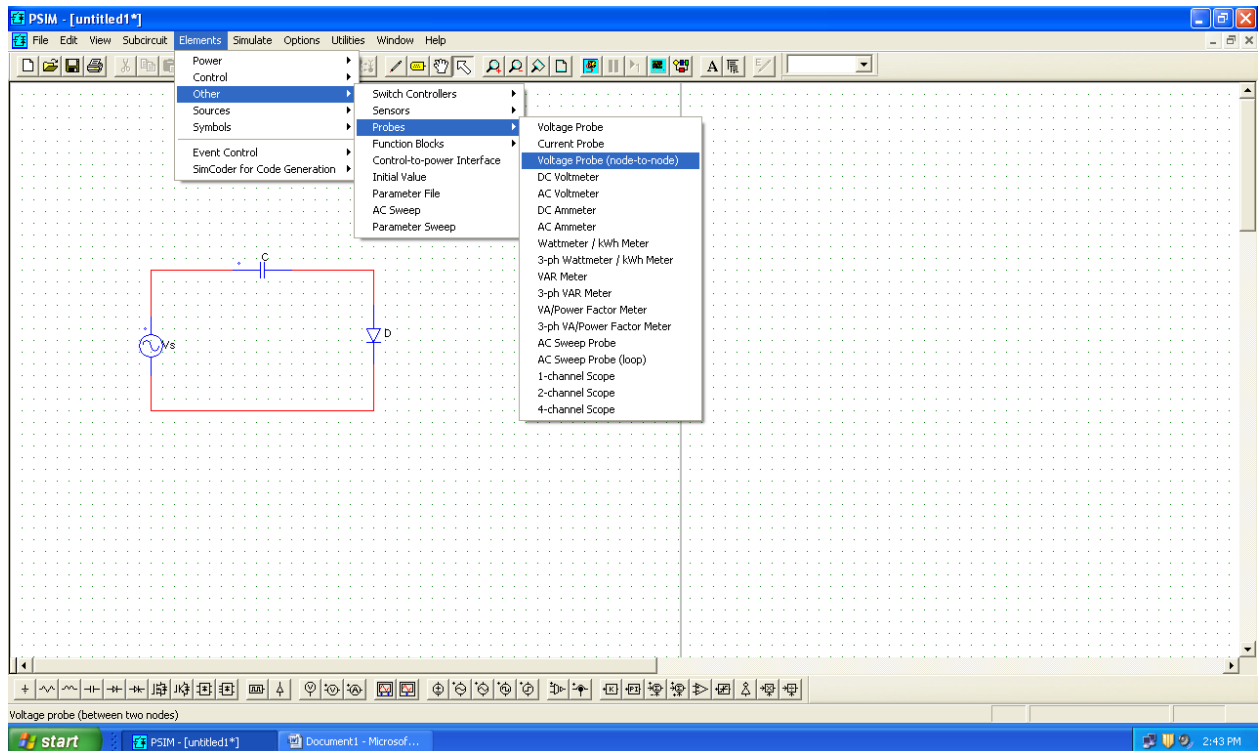 PSIM - [untitled1*]
File Edit View Subcircuit Elements Simulate Options Utilities Window Help
Power
Control
Other
Sources
Symbols
Event Control
SimCoder for Code Generation
Switch Controllers
Sensors
Probes
Function Blocks
Control-to-power Interface
Initial Value
Parameter File
AC Sweep
Parameter Sweep
Voltage Probe
Current Probe
Voltage Probe (node-to-node)
DC Voltmeter
AC Voltmeter
DC Ammeter
AC Ammeter
Wattmeter / kWh Meter
3-ph Wattmeter / kWh Meter
VAR Meter
3-ph VAR Meter
VA/Power Factor Meter
3-ph VA/Power Factor Meter
AC Sweep Probe
AC Sweep Probe (loop)
1-channel Scope
2-channel Scope
4-channel Scope
C
D
Vs
Voltage probe (between two nodes)
start PSIM - [untitled1*] Document1 - Microsof... 2:43 PM